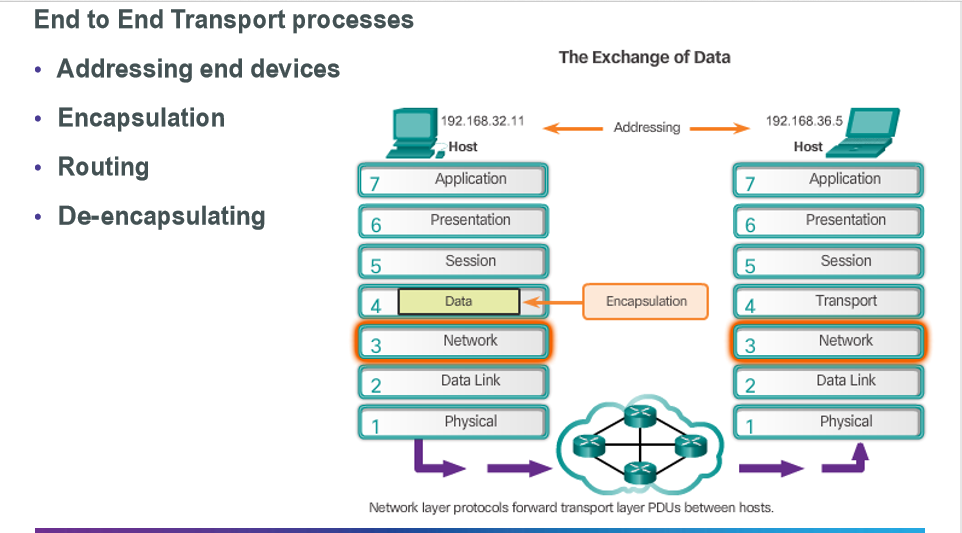 End to End Transport processes
• Addressing end devices
• Encapsulation
• Routing
• De-encapsulating
The Exchange of Data
192.168.32.11
Host
Addressing
192.168.36.5
Host
7 Application
6 Presentation
5 Session
4 Data
Encapsulation
3 Network
2 Data Link
1 Physical
7 Application
6 Presentation
5 Session
4 Transport
3 Network
2 Data Link
1 Physical
Network layer protocols forward transport layer PDUs between hosts.